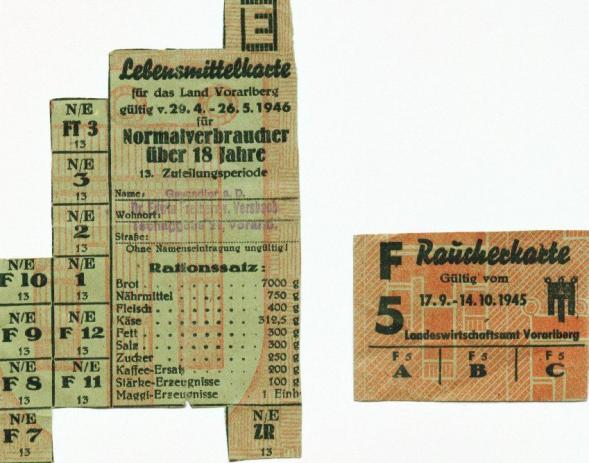 E
Lebensmittelkarte
für das Land Vorarlberg
gültig v. 29. 4. - 26. 5. 1946
für
Normalverbraucher
über 18 Jahre
13. Zuteilungsperiode
Name:
Wohnort:
Straße:
Ohne Namenseintragung ungültig!
Rationssatz:
Brot 7000 g
Nährmittel 750 g
Fleisch 400 g
Käse 312,5 g
Fett 300 g
Salz 300 g
Zucker 250 g
Kaffee-Ersatz 200 g
Stärke-Erzeugnisse 100 g
Maggi-Erzeugnisse 1 Einh
N/E
FT 3
13
N/E
3
13
N/E
2
13
N/E
F 10
13
N/E
1
13
N/E
F 9
13
N/E
F 12
13
N/E
F 8
13
N/E
F 11
13
N/E
F 7
13
N/E
ZR
13
F
5
Raucherkarte
Gültig vom
17. 9. - 14. 10. 1945
Landeswirtschaftsamt Vorarlberg
F 5
A
F 5
B
F 5
C